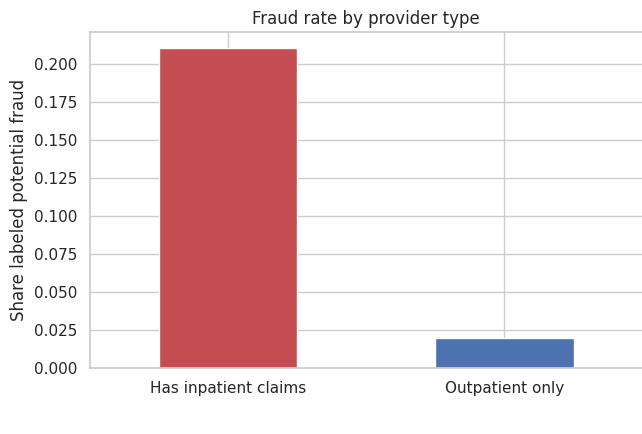 Fraud rate by provider type
Share labeled potential fraud
0.200
0.175
0.150
0.125
0.100
0.075
0.050
0.025
0.000
Has inpatient claims
Outpatient only